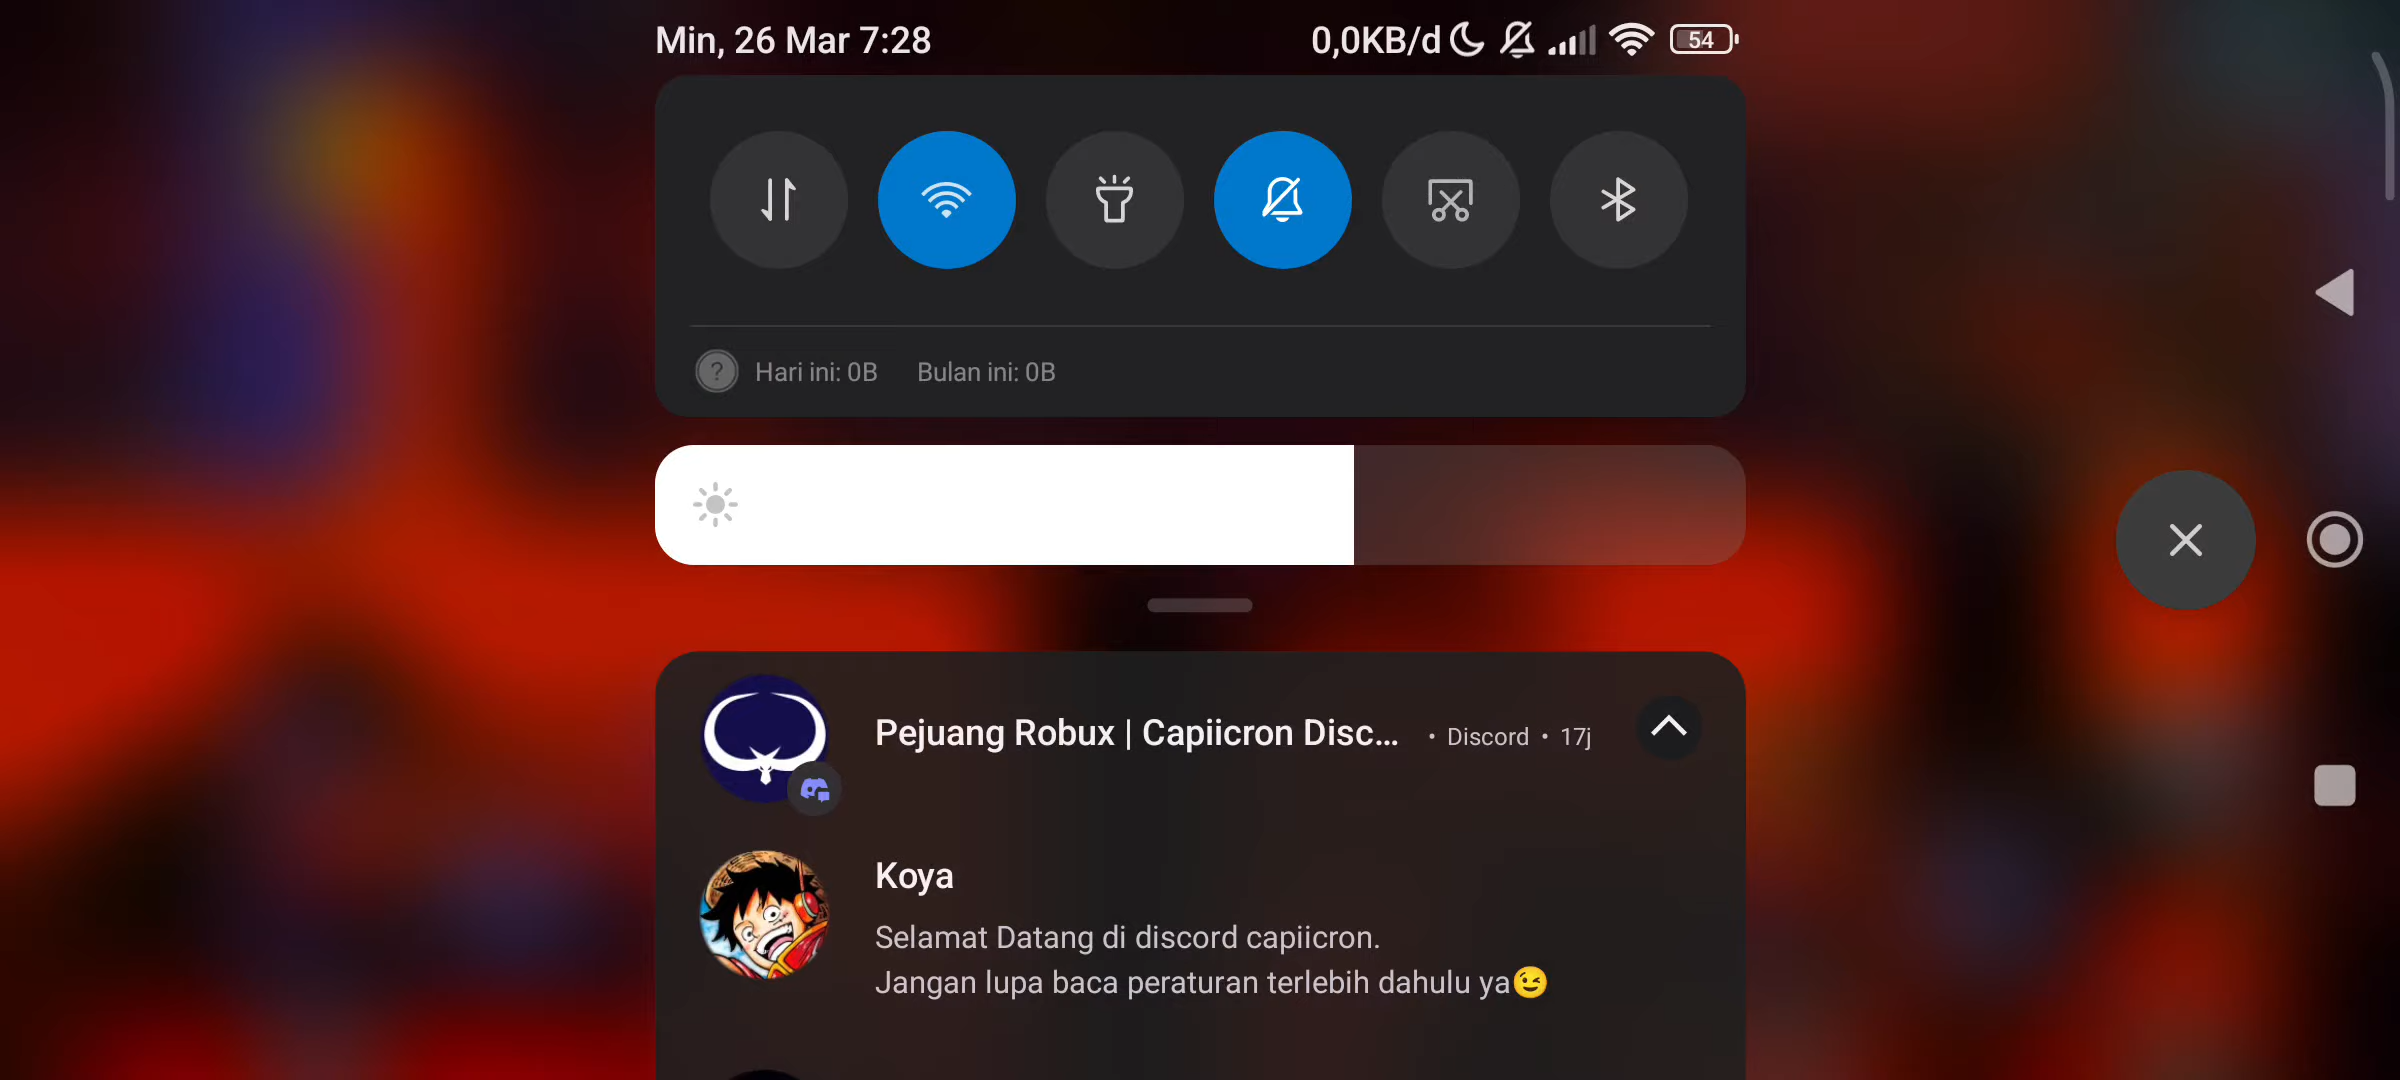 Min, 26 Mar 7:28
0,0KB/d
54
Hari ini: 0B
Bulan ini: 0B
Pejuang Robux | Capiicron Disc... • Discord • 17j
Koya
Selamat Datang di discord capiicron.
Jangan lupa baca peraturan terlebih dahulu ya😉